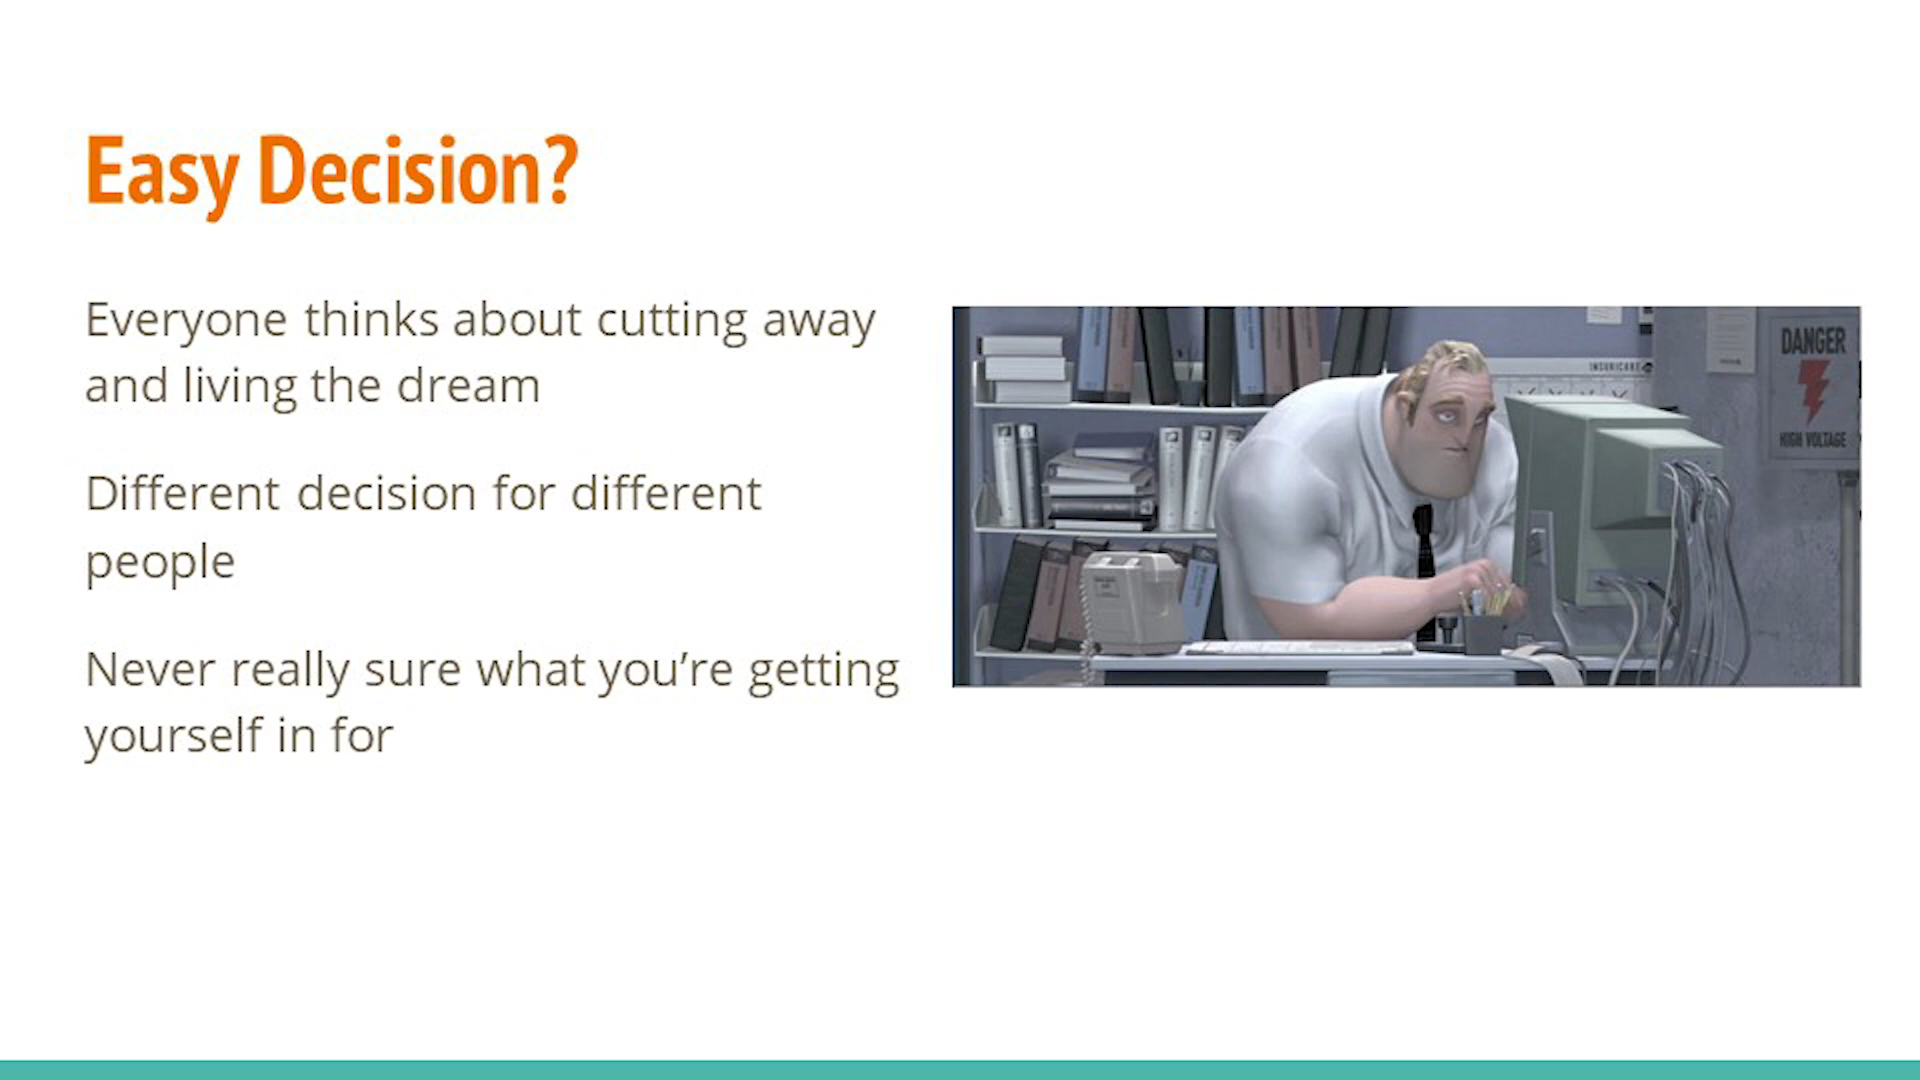 Easy Decision?
Everyone thinks about cutting away
and living the dream
Different decision for different
people
Never really sure what you’re getting
yourself in for
INSURICARE
DANGER
HIGH VOLTAGE